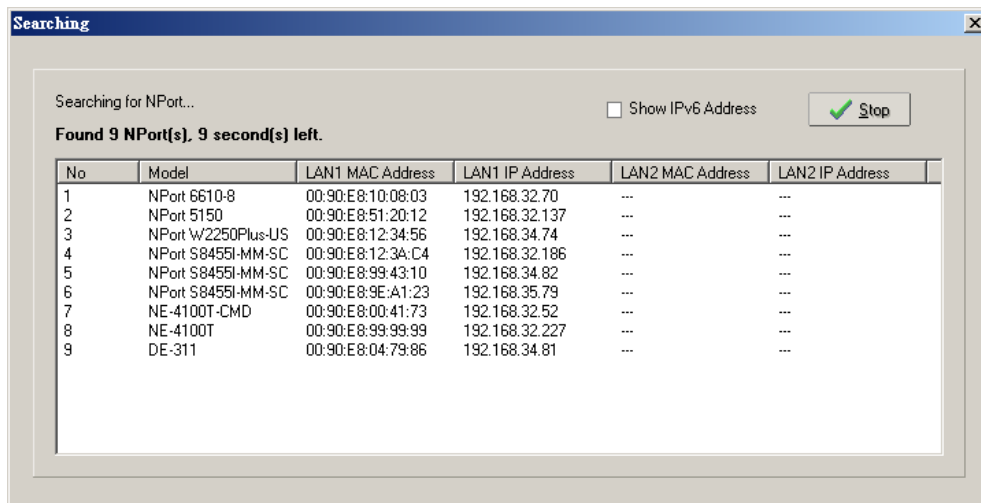 Searching
Searching for NPort...
Show IPv6 Address
Stop
Found 9 NPort(s), 9 second(s) left.
No Model LAN1 MAC Address LAN1 IP Address LAN2 MAC Address LAN2 IP Address
1 NPort 6610-8 00:90:E8:10:08:03 192.168.32.70 --- ---
2 NPort 5150 00:90:E8:51:20:12 192.168.32.137 --- ---
3 NPort W2250Plus-US 00:90:E8:12:34:56 192.168.34.74 --- ---
4 NPort S8455I-MM-SC 00:90:E8:12:3A:C4 192.168.32.186 --- ---
5 NPort S8455I-MM-SC 00:90:E8:99:43:10 192.168.34.82 --- ---
6 NPort S8455I-MM-SC 00:90:E8:9E:A1:23 192.168.35.79 --- ---
7 NE-4100T-CMD 00:90:E8:00:41:73 192.168.32.52 --- ---
8 NE-4100T 00:90:E8:99:99:99 192.168.32.227 --- ---
9 DE-311 00:90:E8:04:79:86 192.168.34.81 --- ---